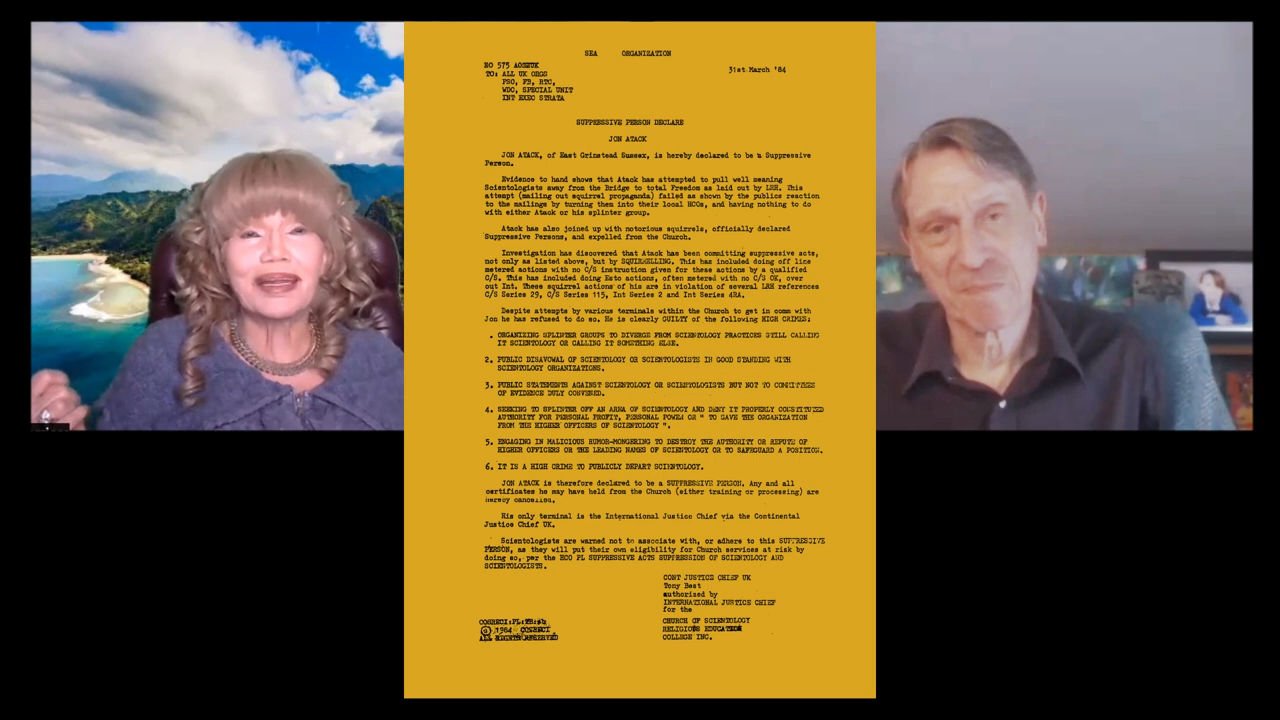 SEA ORGANIZATION
HO 575 AOSHUK
31st March '84
TO: ALL UK ORGS
FSO, FB, RTC,
WDC, SPECIAL UNIT
INT EXEC STRATA
SUPPRESSIVE PERSON DECLARE
JON ATACK
JON ATACK, of East Grinstead Sussex, is hereby declared to be a Suppressive
Person.
Evidence to hand shows that Atack has attempted to pull well meaning
Scientologists away from the Bridge to total Freedom as laid out by LRH. This
attempt (mailing out squirrel propaganda) failed as shown by the publics reaction
to the mailings by turning them into their local HCOs, and having nothing to do
with either Atack or his splinter group.
Atack has also joined up with notorious squirrels, officially declared
Suppressive Persons, and expelled from the Church.
Investigation has discovered that Atack has been committing suppressive acts,
not only as listed above, but by SQUIRRELLING. This has included doing off line
metered actions with no C/S instruction given for these actions by a qualified
C/S. This has included doing Esto actions, often metered with no C/S OK, over
out Int. These squirrel actions of his are in violation of several LRH references
C/S Series 29, C/S Series 115, Int Series 2 and Int Series 4RA.
Despite attempts by various terminals within the Church to get in comm with
Jon he has refused to do so. He is clearly GUILTY of the following HIGH CRIMES:
. ORGANIZING SPLINTER GROUPS TO DIVERGE FROM SCIENTOLOGY PRACTICES STILL CALLING
IT SCIENTOLOGY OR CALLING IT SOMETHING ELSE.
2. PUBLIC DISAVOWAL OF SCIENTOLOGY OR SCIENTOLOGISTS IN GOOD STANDING WITH
SCIENTOLOGY ORGANIZATIONS.
3. PUBLIC STATEMENTS AGAINST SCIENTOLOGY OR SCIENTOLOGISTS BUT NOT TO COMMITTEES
OF EVIDENCE DULY CONVENED.
4. SEEKING TO SPLINTER OFF AN AREA OF SCIENTOLOGY AND DENY IT PROPERLY CONSTITUTED
AUTHORITY FOR PERSONAL PROFIT, PERSONAL POWER OR " TO SAVE THE ORGANIZATION
FROM THE HIGHER OFFICERS OF SCIENTOLOGY ".
5. ENGAGING IN MALICIOUS RUMOR-MONGERING TO DESTROY THE AUTHORITY OR REPUTE OF
HIGHER OFFICERS OR THE LEADING NAMES OF SCIENTOLOGY OR TO SAFEGUARD A POSITION.
6. IT IS A HIGH CRIME TO PUBLICLY DEPART SCIENTOLOGY.
JON ATACK is therefore declared to be a SUPPRESSIVE PERSON. Any and all
certificates he may have held from the Church (either training or processing) are
hereby cancelled.
His only terminal is the International Justice Chief via the Continental
Justice Chief UK.
Scientologists are warned not to associate with, or adhere to this SUPPRESSIVE
PERSON, as they will put their own eligibility for Church services at risk by
doing so, per the HCO PL SUPPRESSIVE ACTS SUPPRESSION OF SCIENTOLOGY AND
SCIENTOLOGISTS.
CONT JUSTICE CHIEF UK
Tony Best
authorized by
INTERNATIONAL JUSTICE CHIEF
for the
CHURCH OF SCIENTOLOGY
RELIGIOUS EDUCATION
COLLEGE INC.
© 1984 COSRECI
ALL RIGHTS RESERVED